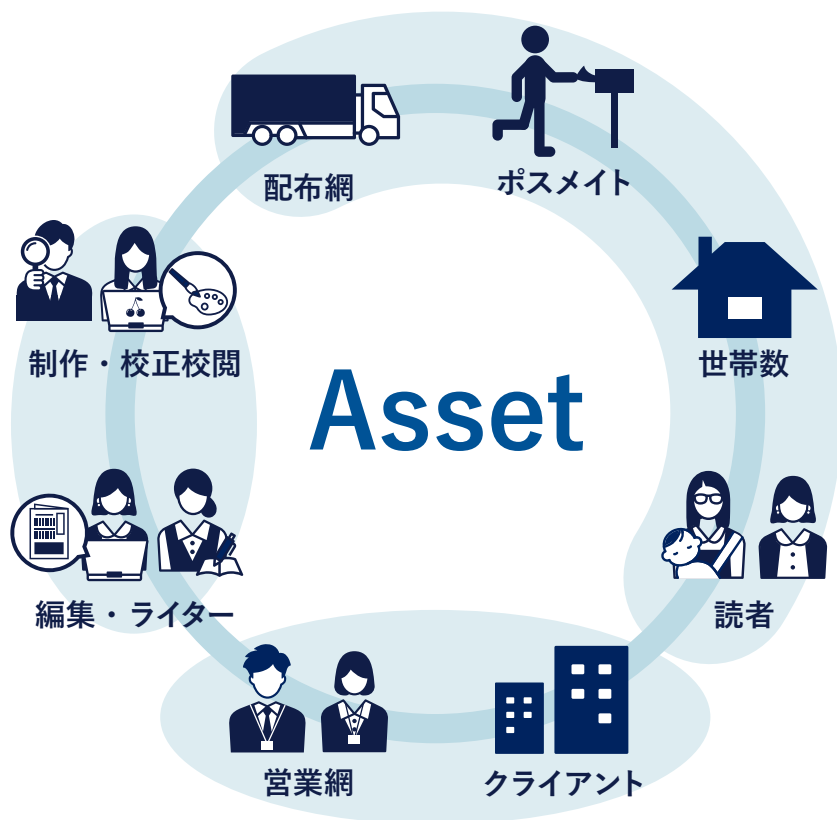 配布網
ポスメイト
制作・校正校閲
世帯数
Asset
編集・ライター
読者
営業網
クライアント